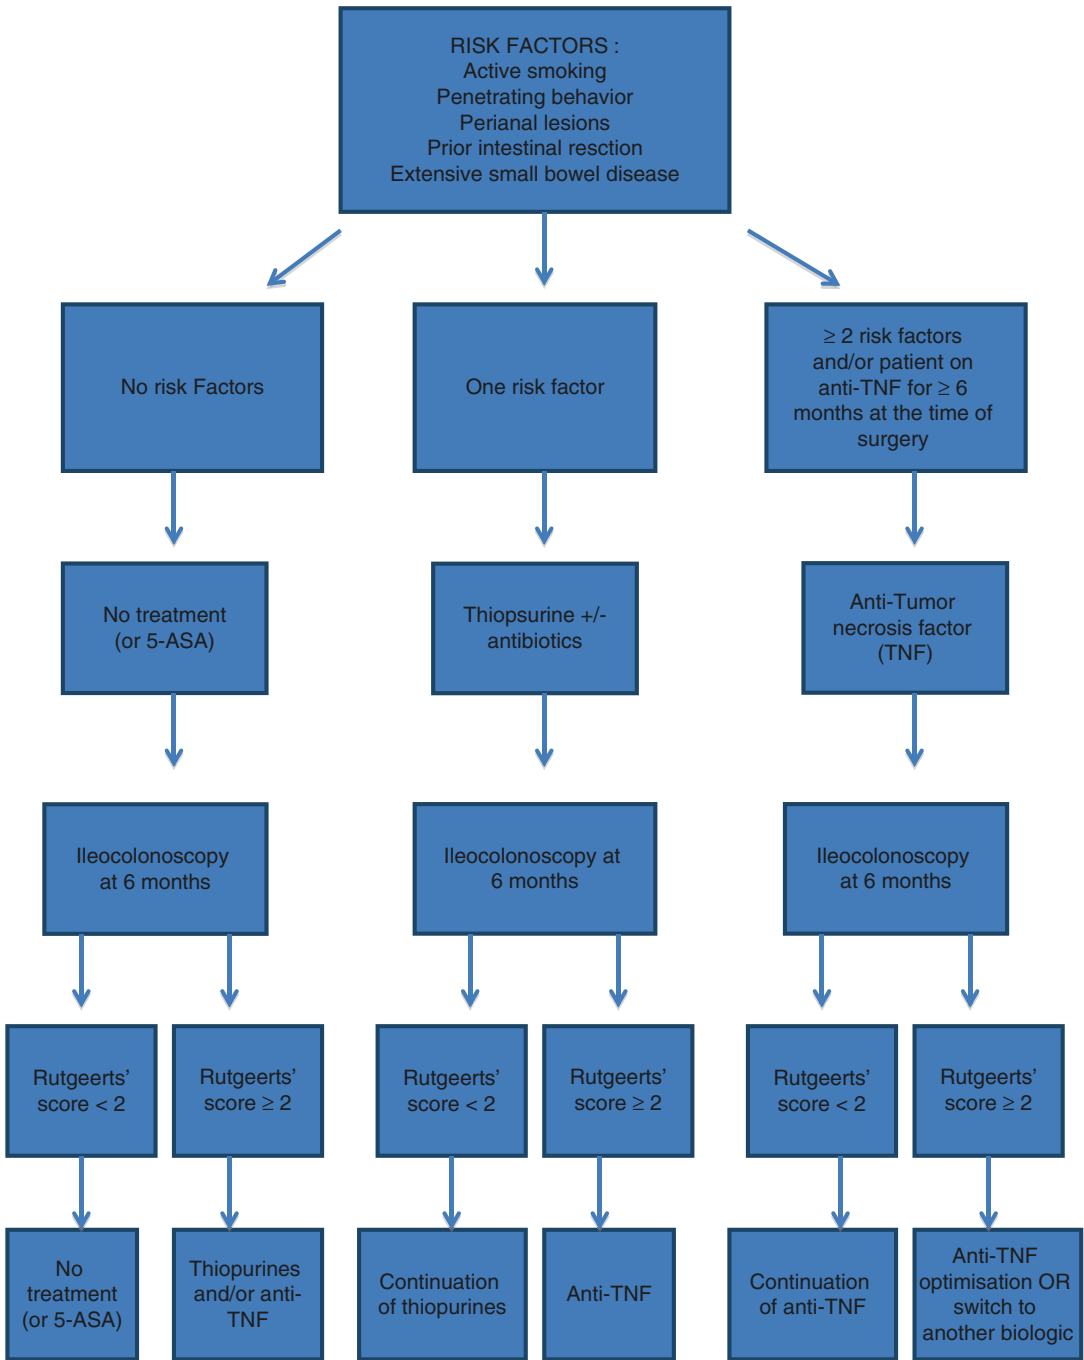 RISK FACTORS :
Active smoking
Penetrating behavior
Perianal lesions
Prior intestinal resction
Extensive small bowel disease
No risk Factors
One risk factor
≥ 2 risk factors
and/or patient on
anti-TNF for ≥ 6
months at the time of
surgery
No treatment
(or 5-ASA)
Thiopsurine +/-
antibiotics
Anti-Tumor
necrosis factor
(TNF)
Ileocolonoscopy
at 6 months
Ileocolonoscopy at
6 months
Ileocolonoscopy
at 6 months
Rutgeerts’
score < 2
Rutgeerts’
score ≥ 2
Rutgeerts’
score < 2
Rutgeerts’
score ≥ 2
Rutgeerts’
score < 2
Rutgeerts’
score ≥ 2
No
treatment
(or 5-ASA)
Thiopurines
and/or anti-
TNF
Continuation
of thiopurines
Anti-TNF
Continuation
of anti-TNF
Anti-TNF
optimisation OR
switch to
another biologic